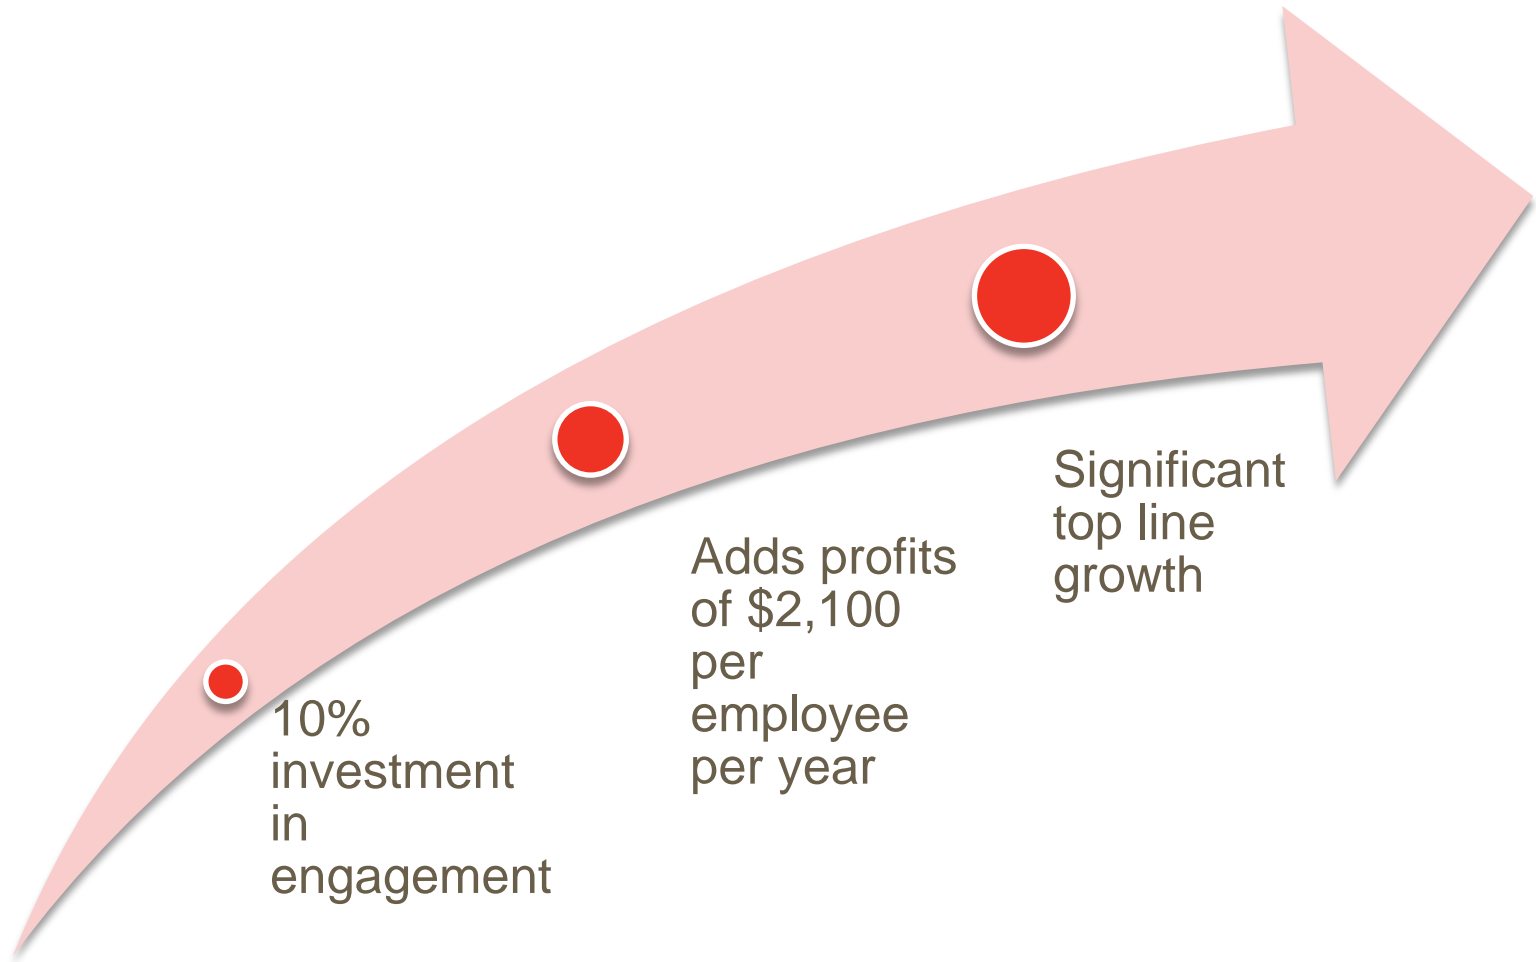 10%
investment
in
engagement
Adds profits
of $2,100
per
employee
per year
Significant
top line
growth